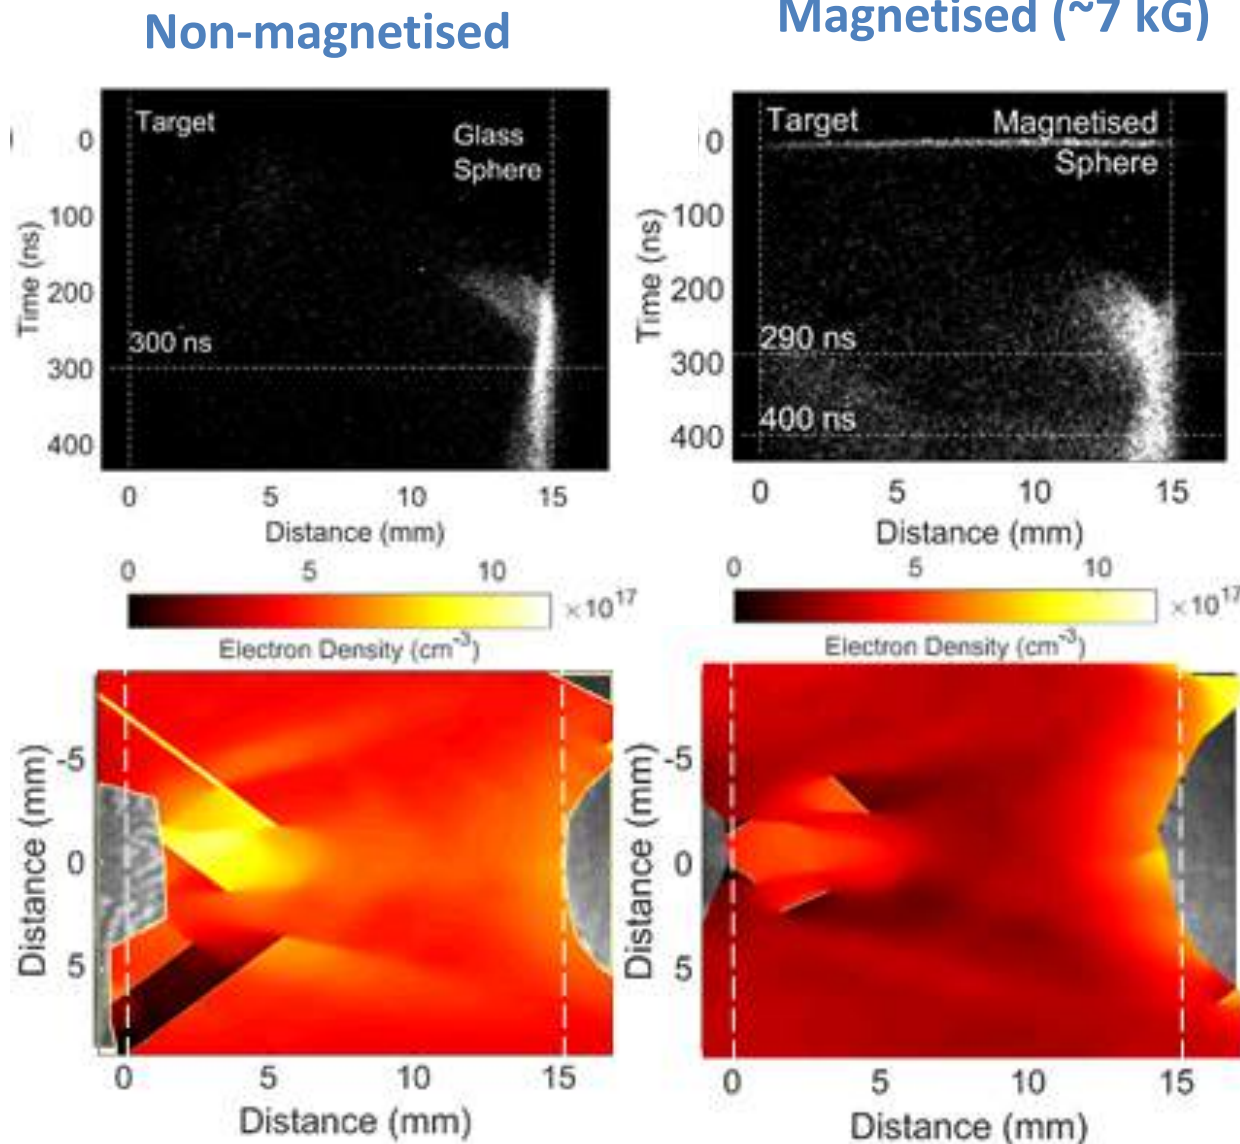 Non-magnetised
Magnetised (~7 kG)
Target
Glass
Sphere
0
100
200
300
400
Time (ns)
300 ns
0 5 10 15
Distance (mm)
Target
Magnetised
Sphere
0
100
200
300
400
Time (ns)
290 ns
400 ns
0 5 10 15
Distance (mm)
0 5 10
×10^17
Electron Density (cm^-3)
0 5 10
×10^17
Electron Density (cm^-3)
-5
0
5
Distance (mm)
0 5 10 15
Distance (mm)
-5
0
5
Distance (mm)
0 5 10 15
Distance (mm)